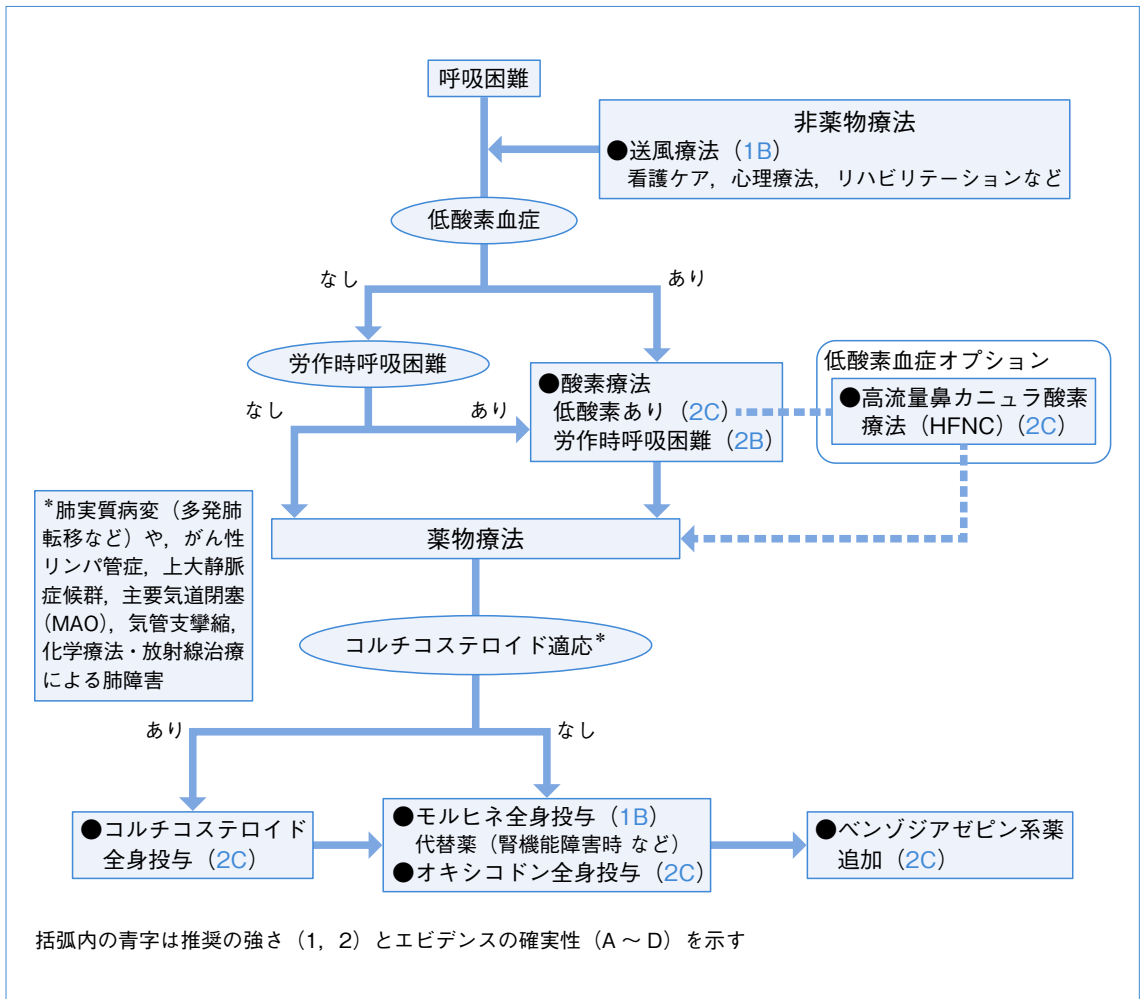 呼吸困難
非薬物療法
●送風療法（1B）
看護ケア，心理療法，リハビリテーションなど
低酸素血症
なし
あり
労作時呼吸困難
なし
あり
●酸素療法
低酸素あり（2C）
労作時呼吸困難（2B）
低酸素血症オプション
●高流量鼻カニュラ酸素
療法（HFNC）（2C）
*肺実質病変（多発肺
転移など）や，がん性
リンパ管症，上大静脈
症候群，主要気道閉塞
（MAO），気管支攣縮，
化学療法・放射線治療
による肺障害
薬物療法
コルチコステロイド適応*
あり
なし
●コルチコステロイド
全身投与（2C）
●モルヒネ全身投与（1B）
代替薬（腎機能障害時 など）
●オキシコドン全身投与（2C）
●ベンゾジアゼピン系薬
追加（2C）
括弧内の青字は推奨の強さ（1，2）とエビデンスの確実性（A ～ D）を示す